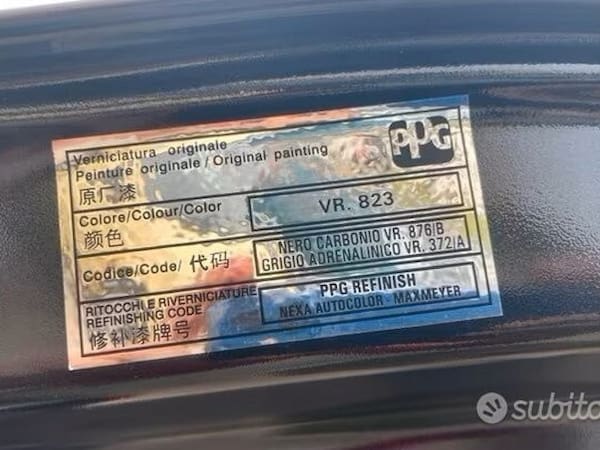 Verniciatura originale
Peinture originale / Original painting
原厂漆
PPG
Colore/Colour/Color
颜色
VR. 823
Codice/Code/ 代码
NERO CARBONIO VR. 876/B
GRIGIO ADRENALINICO VR. 372/A
RITOCCHI E RIVERNICIATURE
REFINISHING CODE
修补漆牌号
PPG REFINISH
NEXA AUTOCOLOR - MAXMEYER
subito